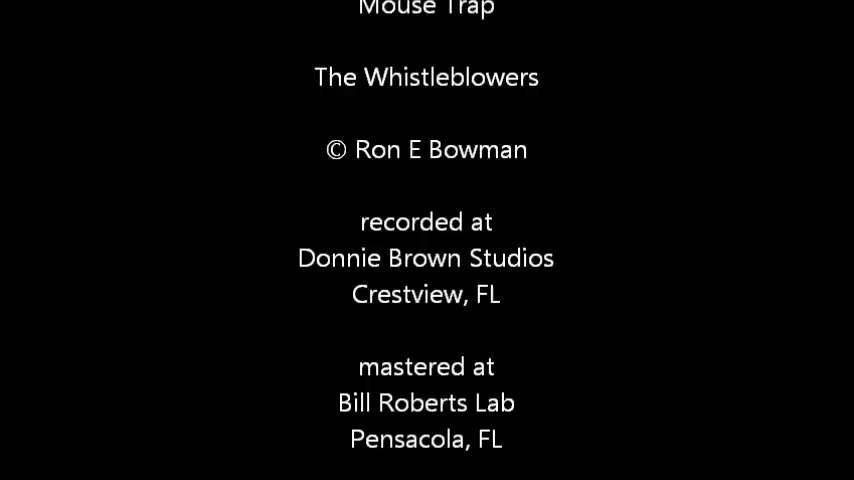 Mouse Trap
The Whistleblowers
© Ron E Bowman
recorded at
Donnie Brown Studios
Crestview, FL
mastered at
Bill Roberts Lab
Pensacola, FL